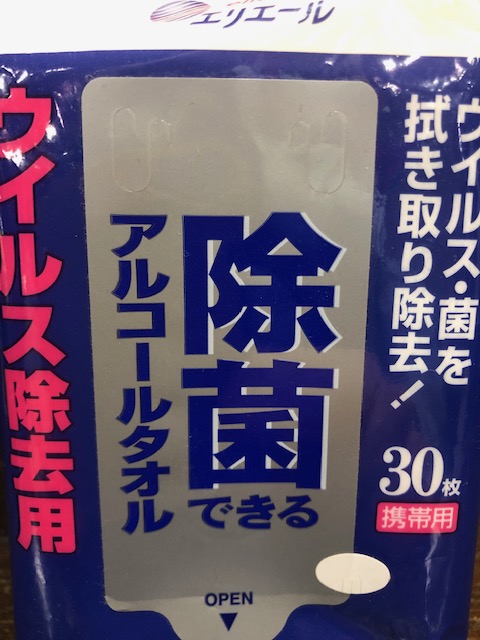 エリエール
ウイルス・菌を
拭き取り除去!
除菌できる
アルコールタオル
ウイルス除去用
30枚
携帯用
OPEN